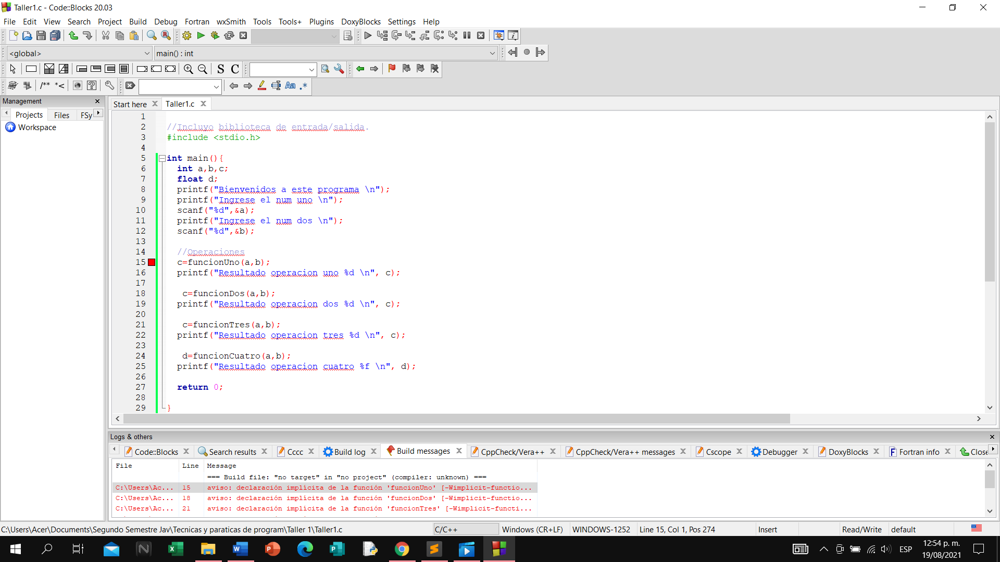 Taller1.c - Code::Blocks 20.03
File Edit View Search Project Build Debug Fortran wxSmith Tools Tools+ Plugins DoxyBlocks Settings Help
<global> main() : int
S C
/** *<
Aa .*
Management
Projects Files FSy
Workspace
Start here Taller1.c
1
2 //Incluyo biblioteca de entrada/salida.
3 #include <stdio.h>
4
5 int main(){
6 int a,b,c;
7 float d;
8 printf("Bienvenidos a este programa \n");
9 printf("Ingrese el num uno \n");
10 scanf("%d",&a);
11 printf("Ingrese el num dos \n");
12 scanf("%d",&b);
13
14 //Operaciones
15 c=funcionUno(a,b);
16 printf("Resultado operacion uno %d \n", c);
17
18 c=funcionDos(a,b);
19 printf("Resultado operacion dos %d \n", c);
20
21 c=funcionTres(a,b);
22 printf("Resultado operacion tres %d \n", c);
23
24 d=funcionCuatro(a,b);
25 printf("Resultado operacion cuatro %f \n", d);
26
27 return 0;
28
29 }
Logs & others
Code::Blocks Search results Cccc Build log Build messages CppCheck/Vera++ CppCheck/Vera++ messages Cscope Debugger DoxyBlocks Fortran info Close
File Line Message
=== Build file: "no target" in "no project" (compiler: unknown) ===
C:\Users\Ac... 15 aviso: declaración implícita de la función 'funcionUno' [-Wimplicit-functio...
C:\Users\Ac... 18 aviso: declaración implícita de la función 'funcionDos' [-Wimplicit-functio...
C:\Users\Ac... 21 aviso: declaración implícita de la función 'funcionTres' [-Wimplicit-functi...
C:\Users\Acer\Documents\Segundo Semestre Jav\Tecnicas y paraticas de program\Taller 1\Taller1.c C/C++ Windows (CR+LF) WINDOWS-1252 Line 15, Col 1, Pos 274 Insert Read/Write default
ESP
12:54 p. m.
19/08/2021